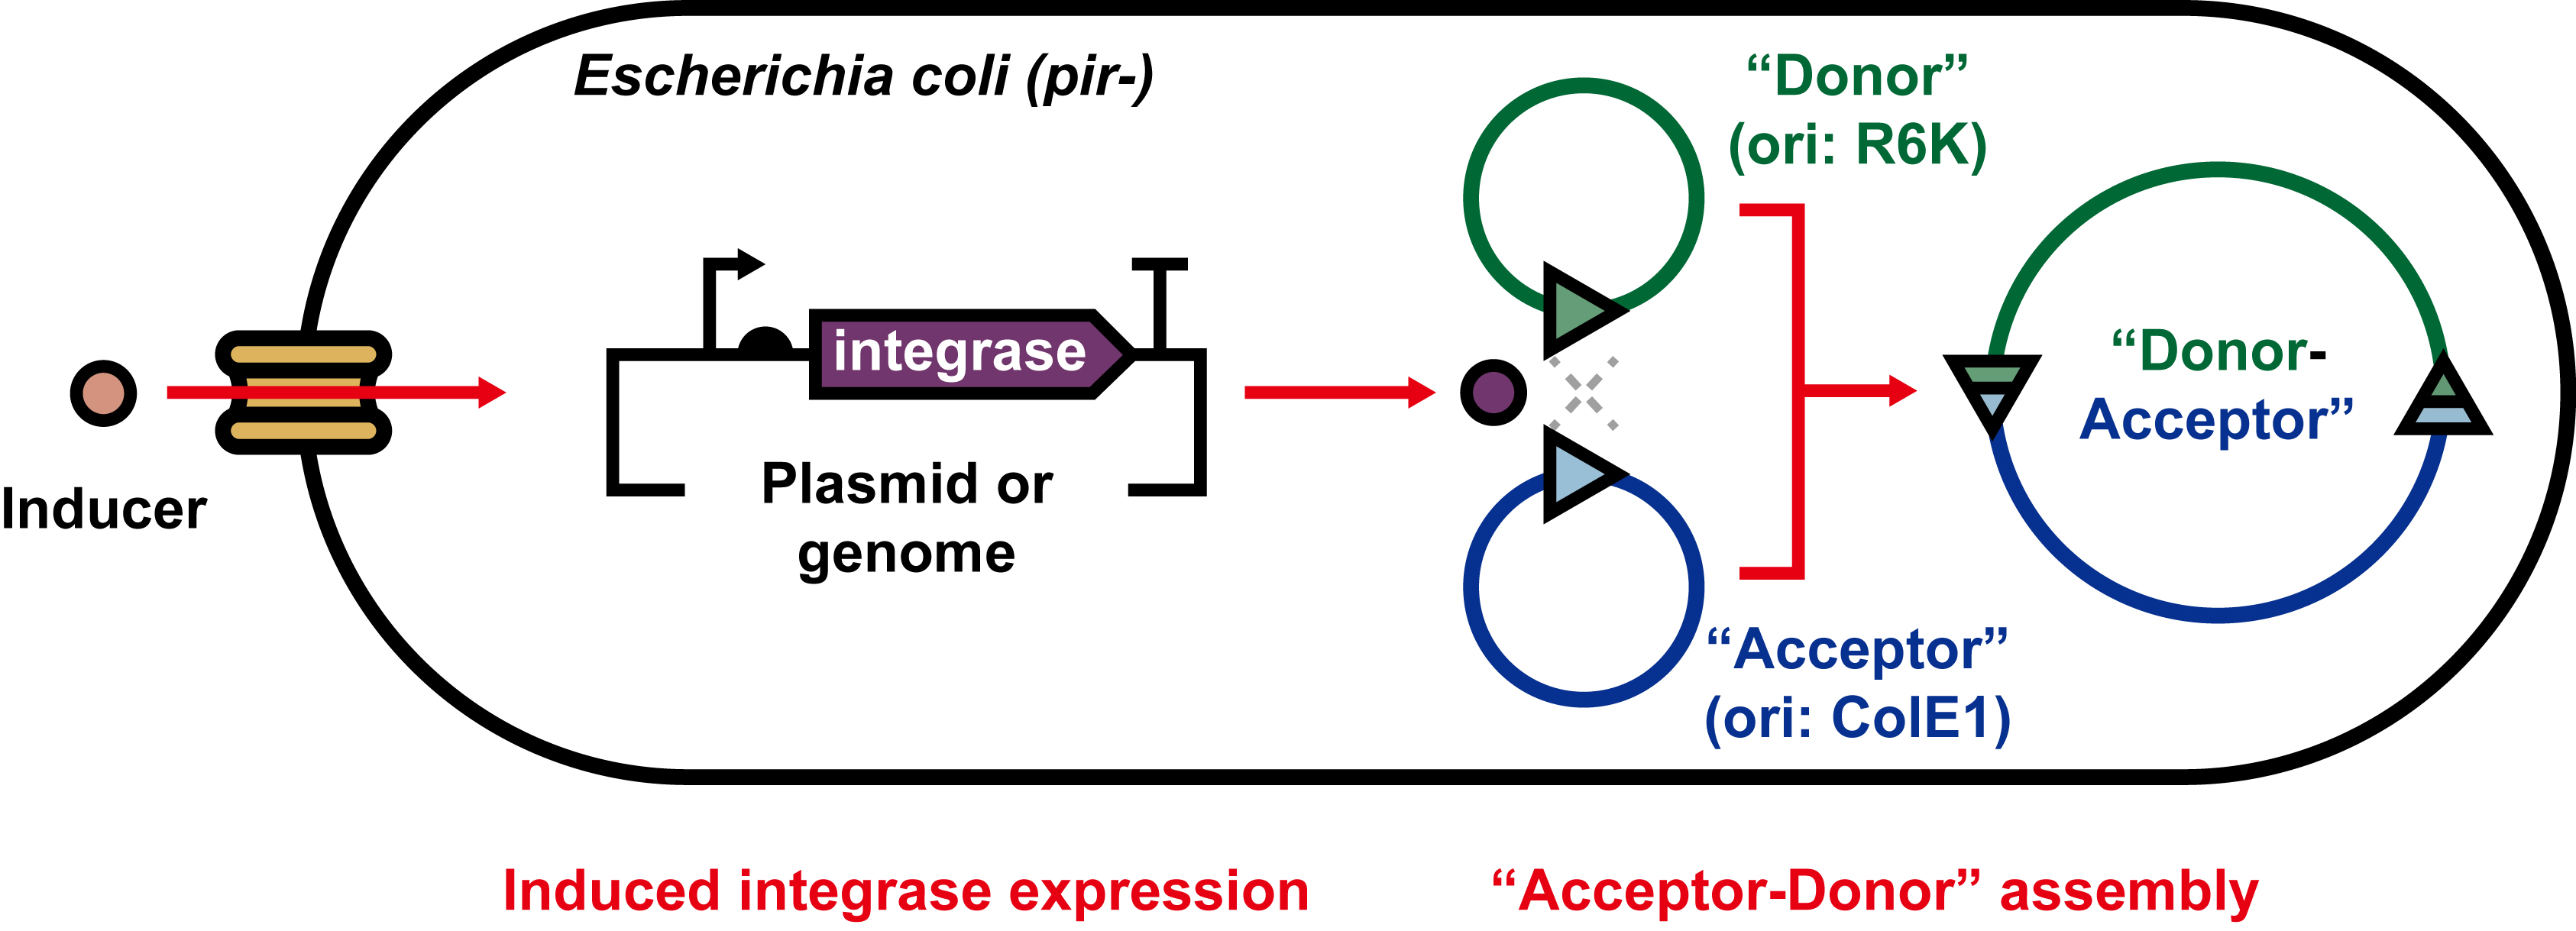 Escherichia coli (pir-)
“Donor”
(ori: R6K)
integrase
“Donor-
Acceptor”
Inducer
Plasmid or
genome
“Acceptor”
(ori: ColE1)
Induced integrase expression
“Acceptor-Donor” assembly